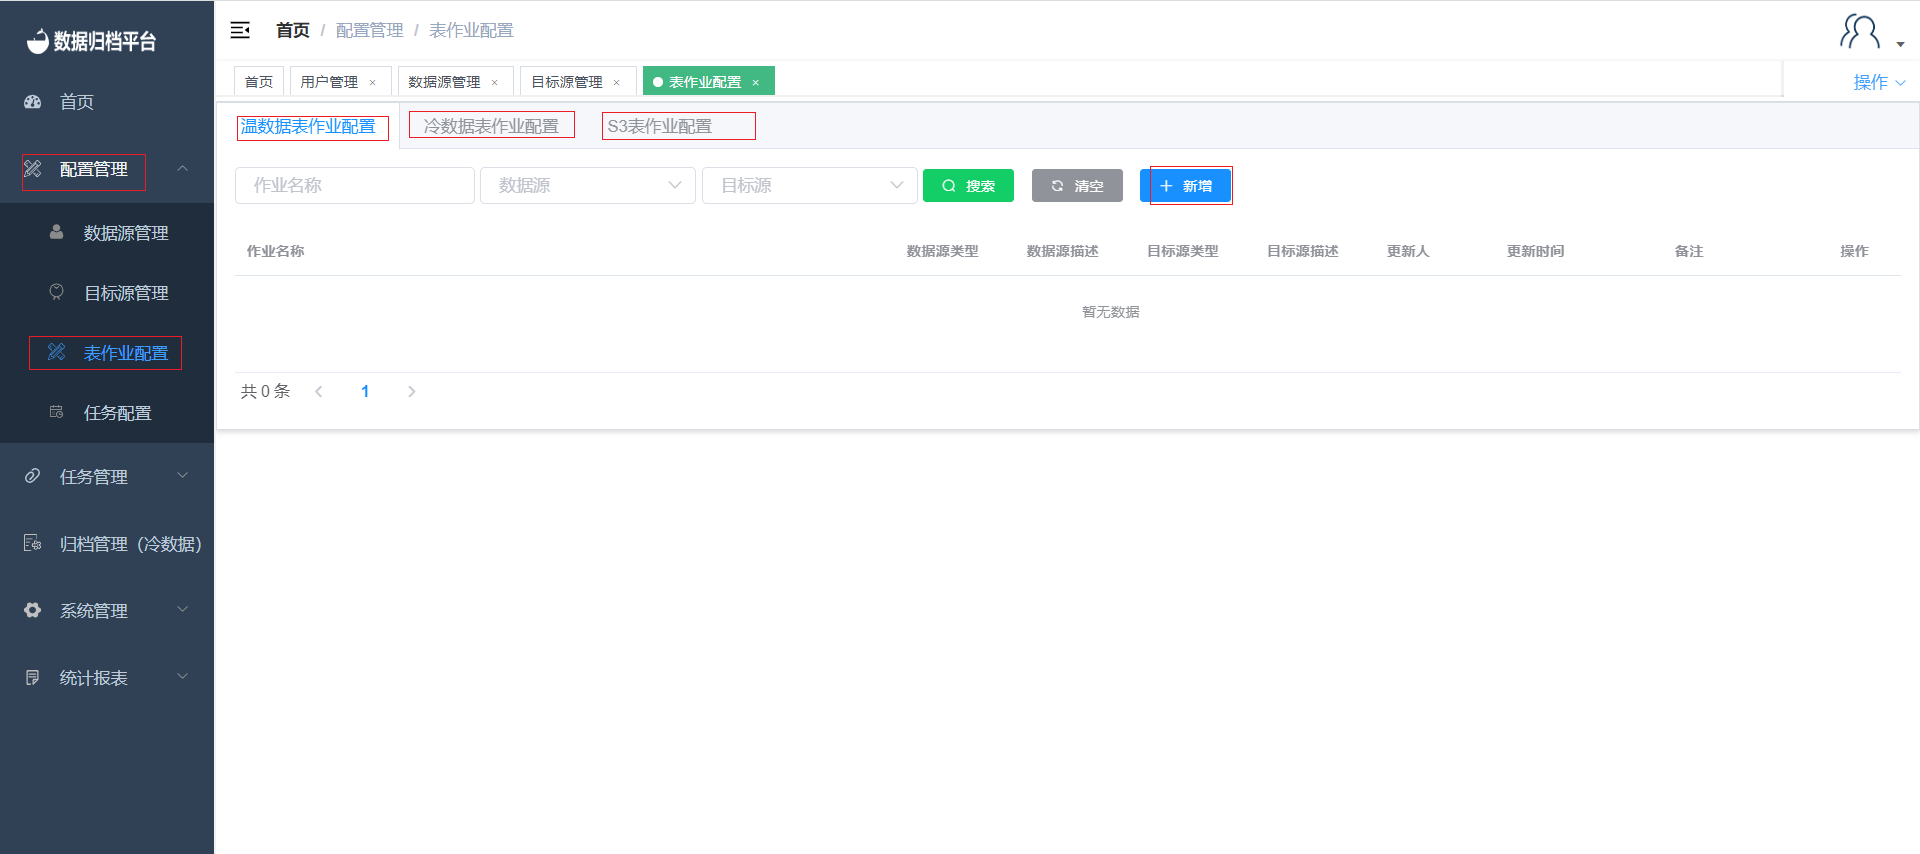 数据归档平台
首页
配置管理
数据源管理
目标源管理
表作业配置
任务配置
任务管理
归档管理（冷数据）
系统管理
统计报表
首页 / 配置管理 / 表作业配置
首页 用户管理 × 数据源管理 × 目标源管理 × 表作业配置 × 操作
温数据表作业配置 冷数据表作业配置 S3表作业配置
作业名称 数据源 目标源 搜索 清空 新增
作业名称 数据源类型 数据源描述 目标源类型 目标源描述 更新人 更新时间 备注 操作
暂无数据
共 0 条 1